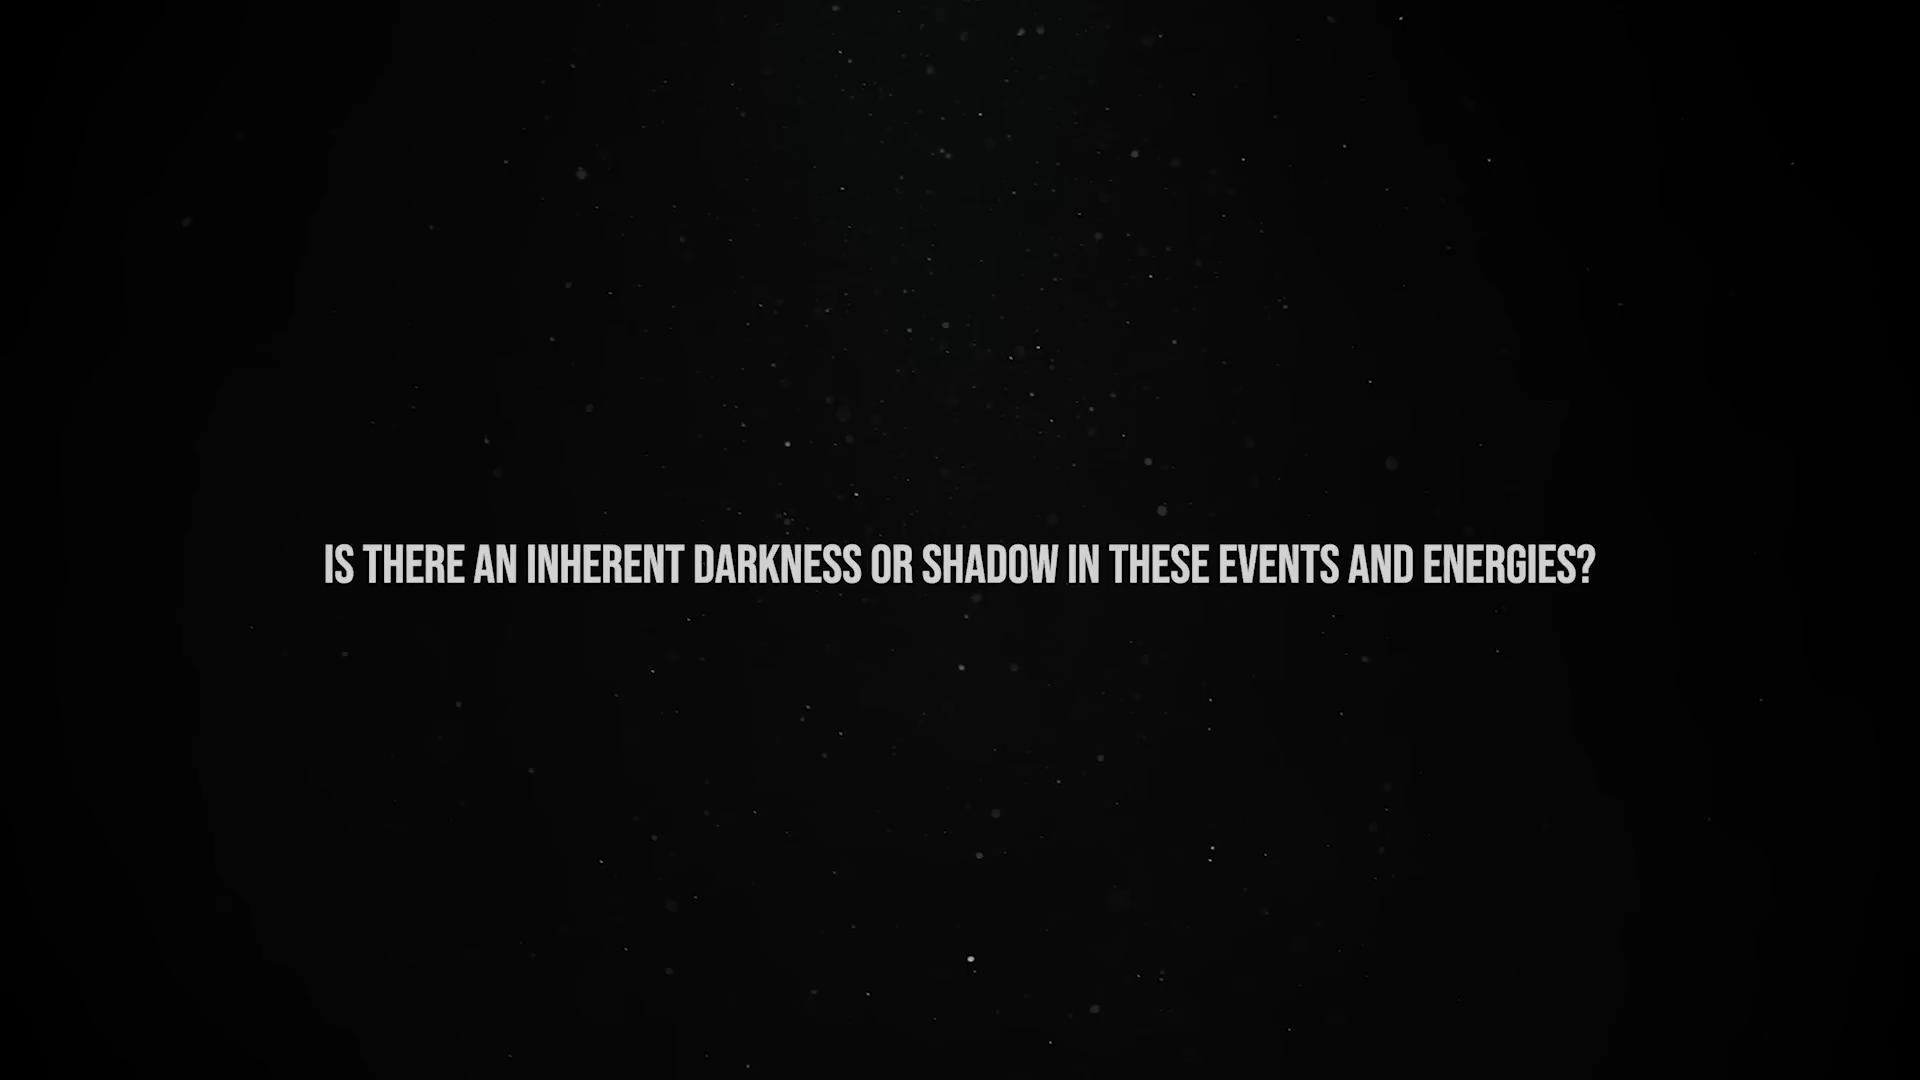 IS THERE AN INHERENT DARKNESS OR SHADOW IN THESE EVENTS AND ENERGIES?